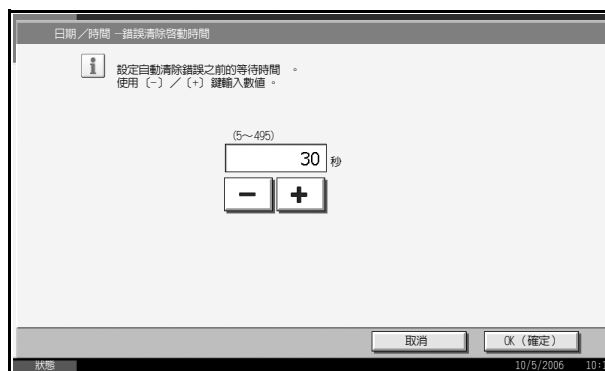 日期／時間 －錯誤清除啓動時間
設定自動清除錯誤之前的等待時間 。
使用〔－〕／〔+〕鍵輸入數值。
(5～495)
30 秒
－ +
取消 OK（確定）
狀態 10/5/2006 10:1